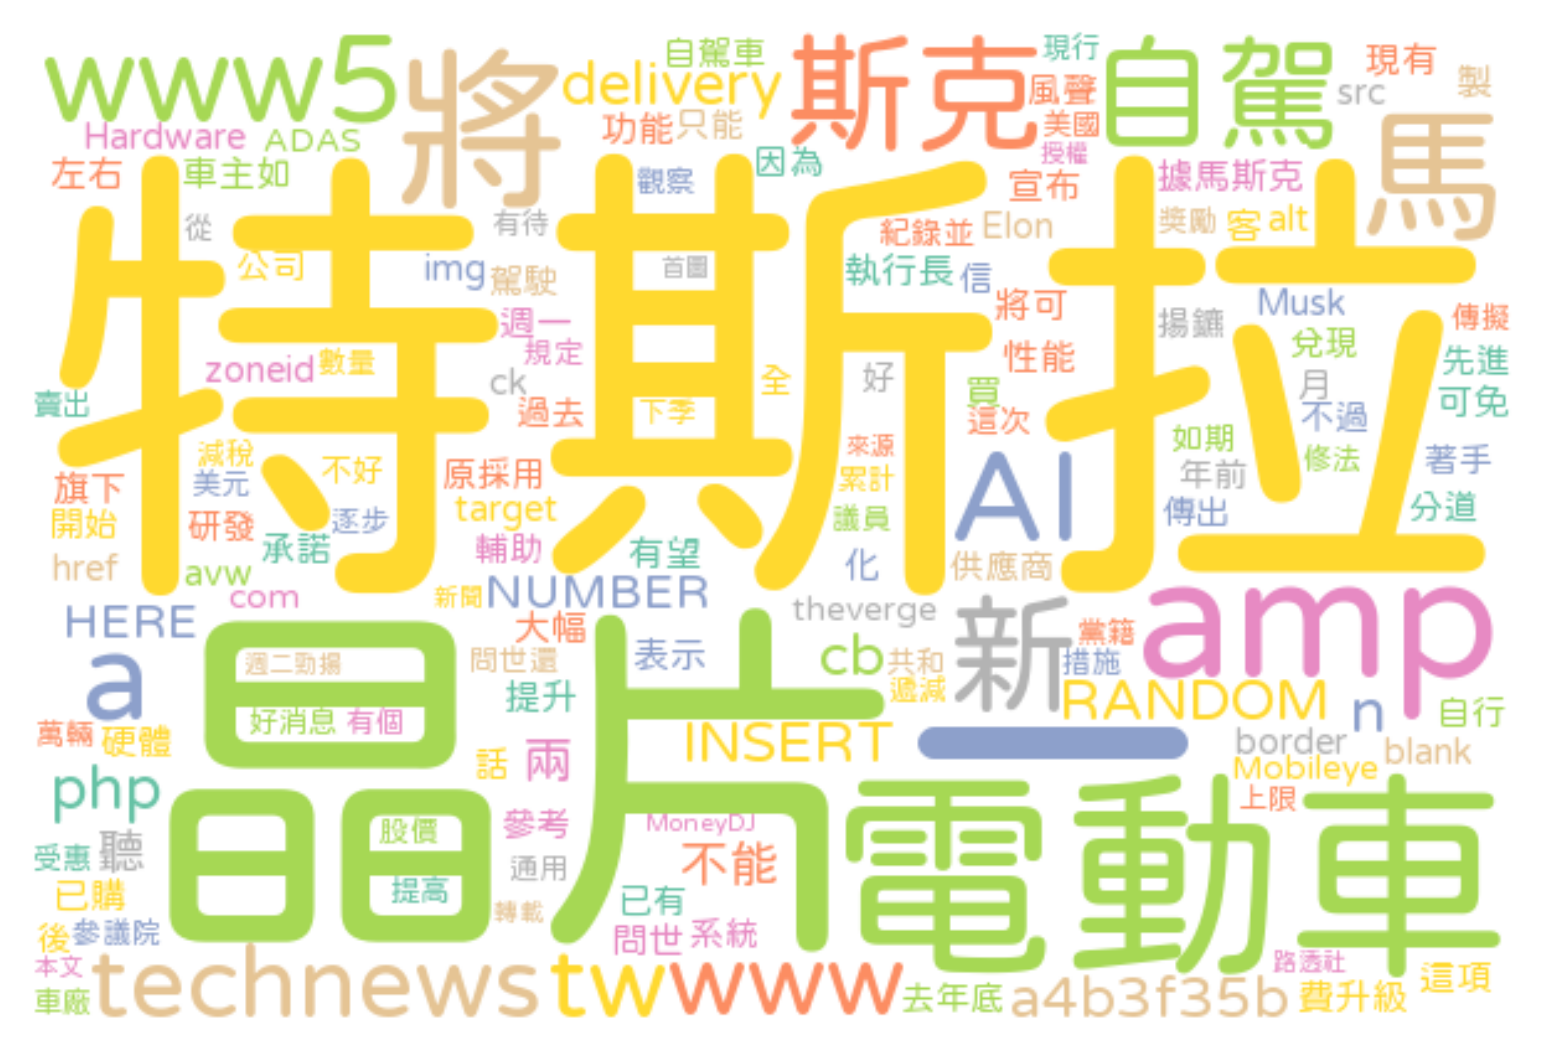 www5
將
delivery
自駕車
斯克
現行
風聲
美國
授權
自駕
src
現有
製
馬
Hardware
ADAS
功能
只能
左右
車主如
因為
觀察
宣布
據馬斯克
特斯拉
從
有待
紀錄並
Elon
獎勵
客
alt
公司
img
駕駛
首圖
執行長
信
將可
Musk
週一
規定
揚鑣
傳擬
zoneid
數量
ck
全
好
性能
兌現
先進
月
賣出
過去
下季
買
這次
不過
可免
減稅
不好
原採用
來源
累計
AI
如期
年前
修法
著手
旗下
美元
target
議員
傳出
分道
開始
研發
逐步
承諾
輔助
有望
化
供應商
href
avw
com
新聞
NUMBER
theverge
新
amp
HERE
大幅
黨籍
a
晶片
週二勁揚
問世還
表示
cb
共和
措施
遞減
RANDOM
n
自行
好消息
有個
提升
萬輛
硬體
INSERT
一
border
blank
話
兩
Mobileye
上限
php
電動車
股價
參考
MoneyDJ
受惠
聽
通用
不能
提高
已購
轉載
已有
後
參議院
問世
系統
本文
路透社
technews
tw
www
車廠
去年底
a4b3f35b
費升級
這項